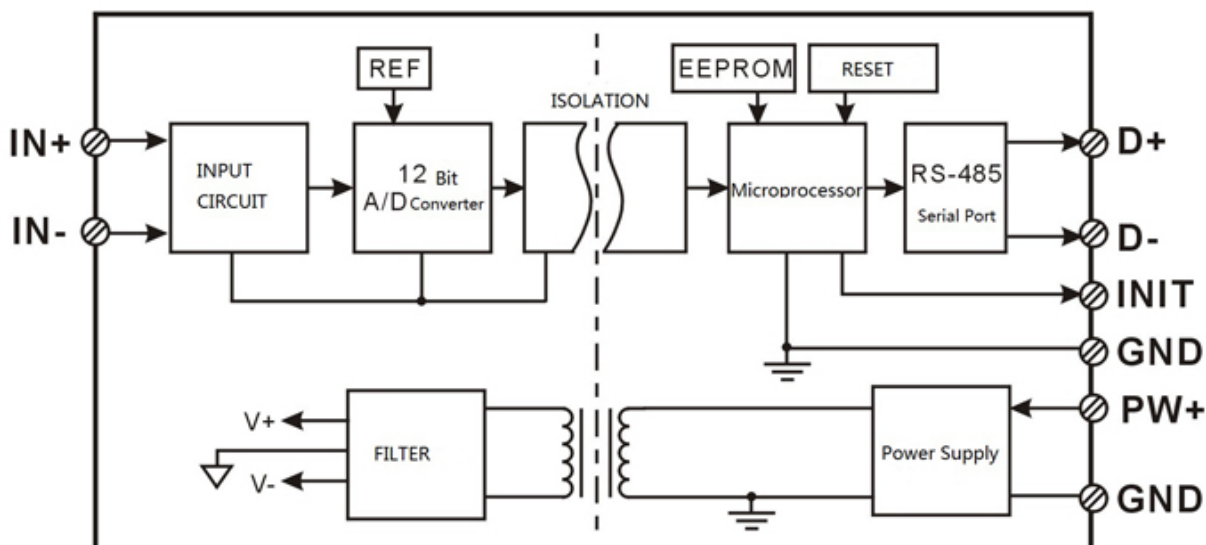 REF
EEPROM
RESET
ISOLATION
IN+
INPUT
CIRCUIT
12 Bit
A/D Converter
Microprocessor
RS-485
Serial Port
D+
IN-
D-
INIT
GND
V+
FILTER
V-
Power Supply
PW+
GND